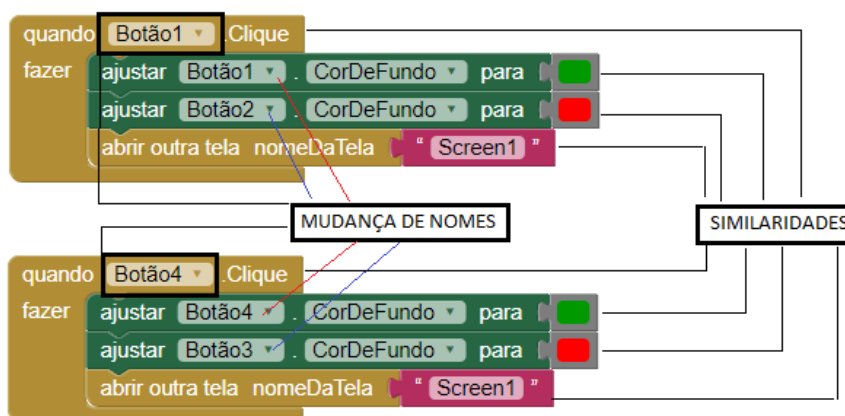 quando Botão1 .Clique
fazer ajustar Botão1 . CorDeFundo para
ajustar Botão2 . CorDeFundo para
abrir outra tela nomeDaTela " Screen1 "
MUDANÇA DE NOMES
SIMILARIDADES
quando Botão4 .Clique
fazer ajustar Botão4 . CorDeFundo para
ajustar Botão3 . CorDeFundo para
abrir outra tela nomeDaTela " Screen1 "